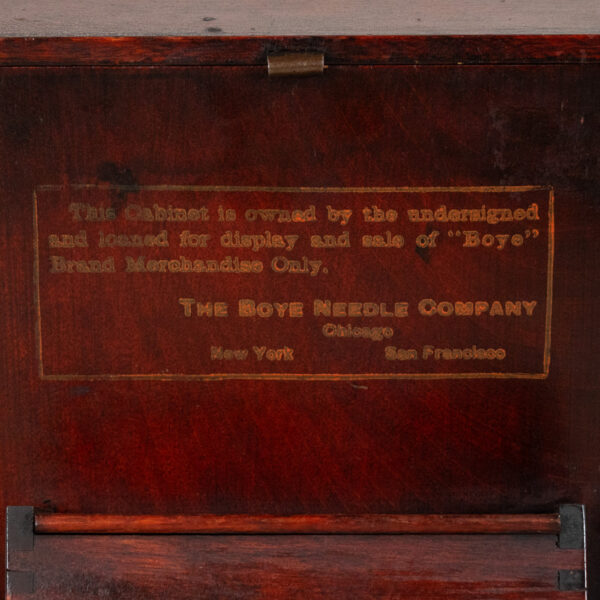 This Cabinet is owned by the undersigned
and loaned for display and sale of "Boye"
Brand Merchandise Only.
THE BOYE NEEDLE COMPANY
Chicago
New York San Francisco